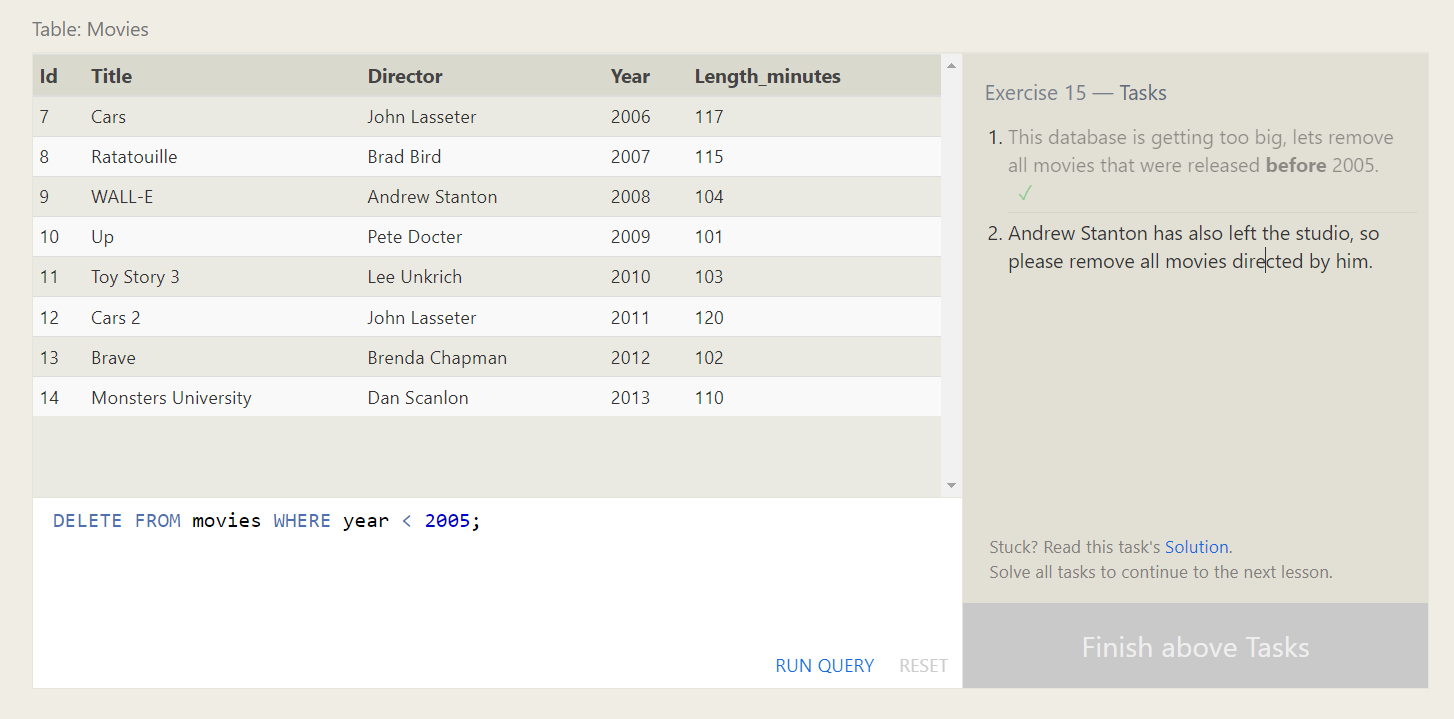 Table: Movies
Id Title Director Year Length_minutes
7 Cars John Lasseter 2006 117
8 Ratatouille Brad Bird 2007 115
9 WALL-E Andrew Stanton 2008 104
10 Up Pete Docter 2009 101
11 Toy Story 3 Lee Unkrich 2010 103
12 Cars 2 John Lasseter 2011 120
13 Brave Brenda Chapman 2012 102
14 Monsters University Dan Scanlon 2013 110
DELETE FROM movies WHERE year < 2005;
RUN QUERY RESET
Exercise 15 — Tasks
1. This database is getting too big, lets remove
all movies that were released before 2005.
✓
2. Andrew Stanton has also left the studio, so
please remove all movies directed by him.
Stuck? Read this task's Solution.
Solve all tasks to continue to the next lesson.
Finish above Tasks